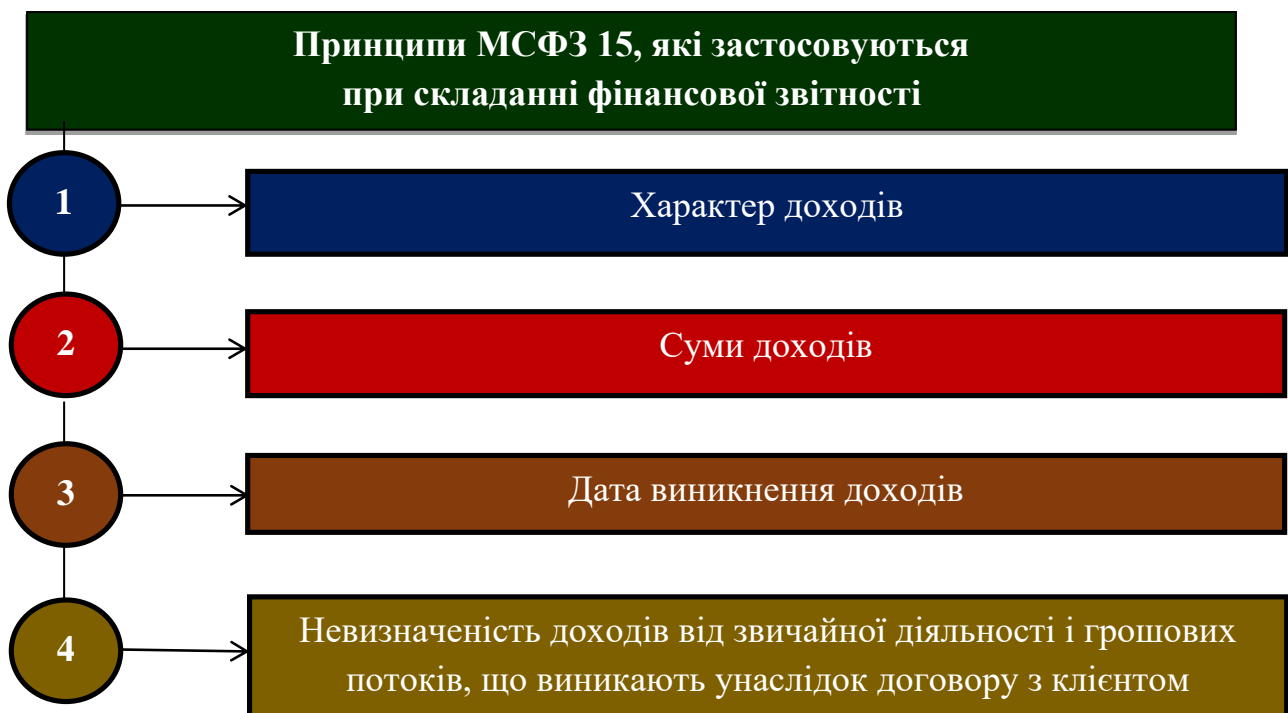 Принципи МСФЗ 15, які застосовуються
при складанні фінансової звітності
1
Характер доходів
2
Суми доходів
3
Дата виникнення доходів
4
Невизначеність доходів від звичайної діяльності і грошових
потоків, що виникають унаслідок договору з клієнтом